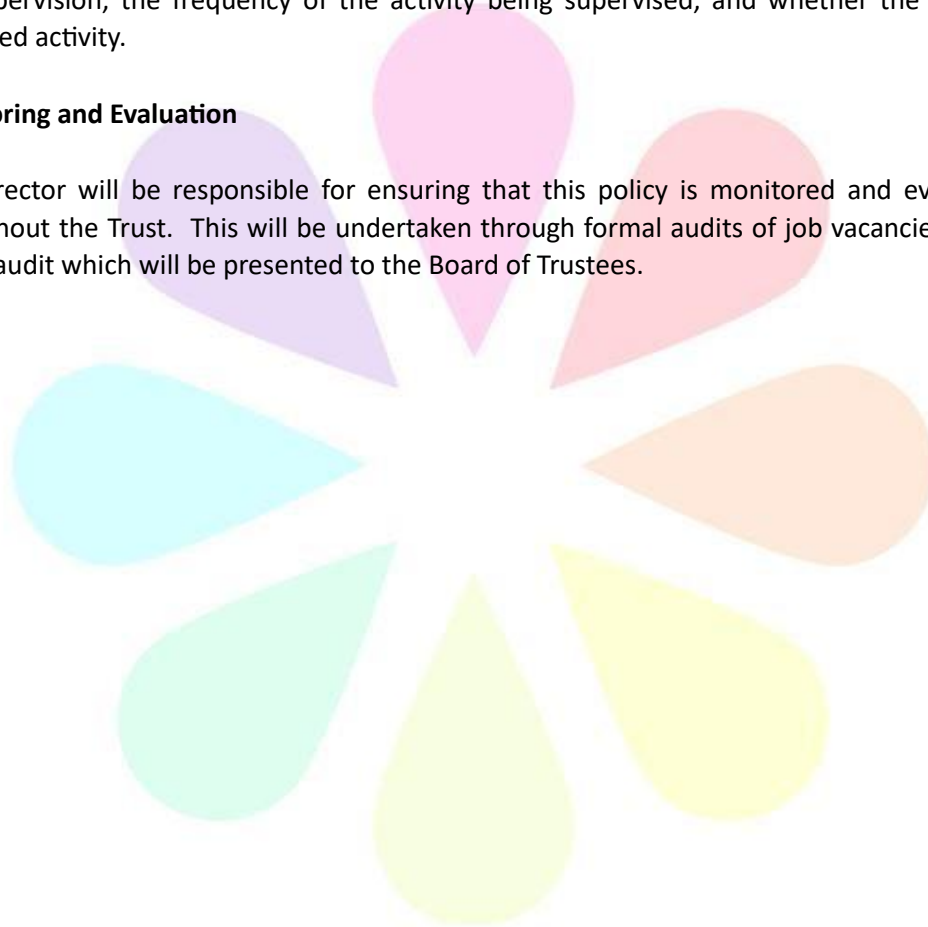 pervision, the frequency of the activity being supervised, and whether the
ed activity.
oring and Evaluation
rector will be responsible for ensuring that this policy is monitored and ev
hout the Trust. This will be undertaken through formal audits of job vacancie
audit which will be presented to the Board of Trustees.